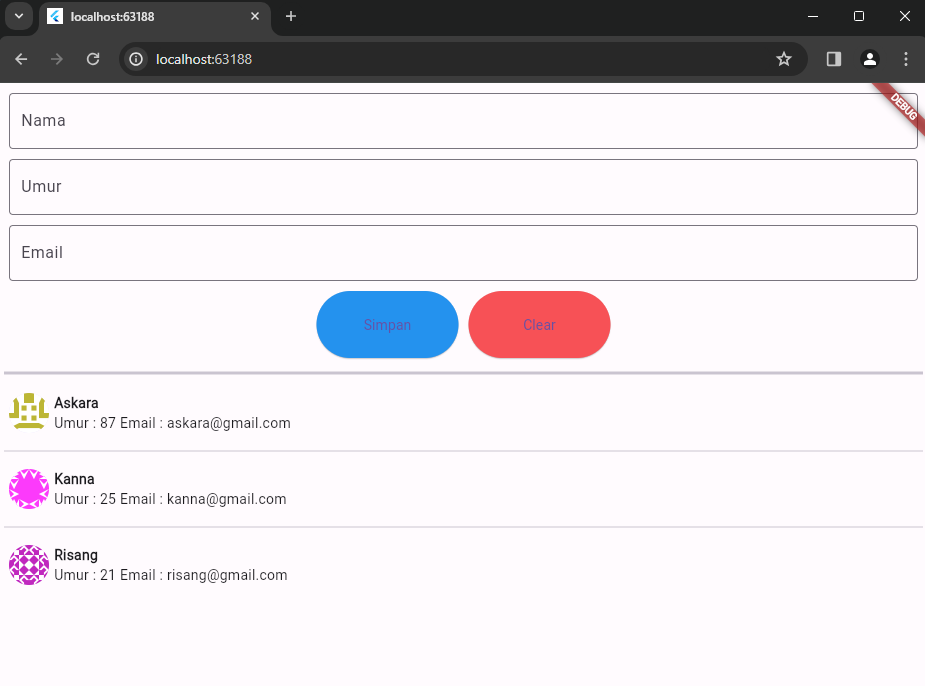 localhost:63188
localhost:63188
DEBUG
Nama
Umur
Email
Simpan Clear
Askara
Umur : 87 Email : askara@gmail.com
Kanna
Umur : 25 Email : kanna@gmail.com
Risang
Umur : 21 Email : risang@gmail.com